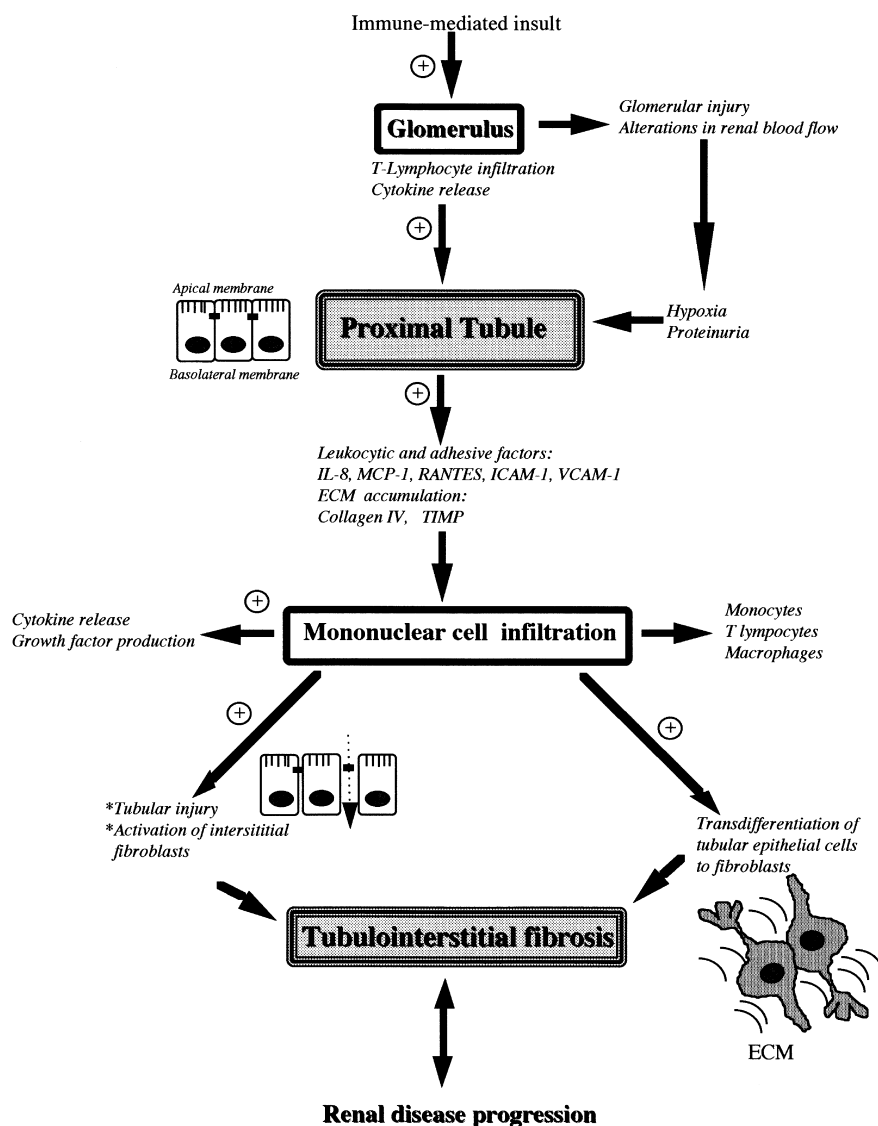 Immune-mediated insult
+
Glomerulus
Glomerular injury
Alterations in renal blood flow
T-Lymphocyte infiltration
Cytokine release
+
Apical membrane
Proximal Tubule
Hypoxia
Proteinuria
Basolateral membrane
+
Leukocytic and adhesive factors:
IL-8, MCP-1, RANTES, ICAM-1, VCAM-1
ECM accumulation:
Collagen IV, TIMP
+
Cytokine release
Growth factor production
Mononuclear cell infiltration
Monocytes
T lympocytes
Macrophages
+
+
*Tubular injury
*Activation of intersititial
fibroblasts
Transdifferentiation of
tubular epithelial cells
to fibroblasts
Tubulointerstitial fibrosis
ECM
Renal disease progression